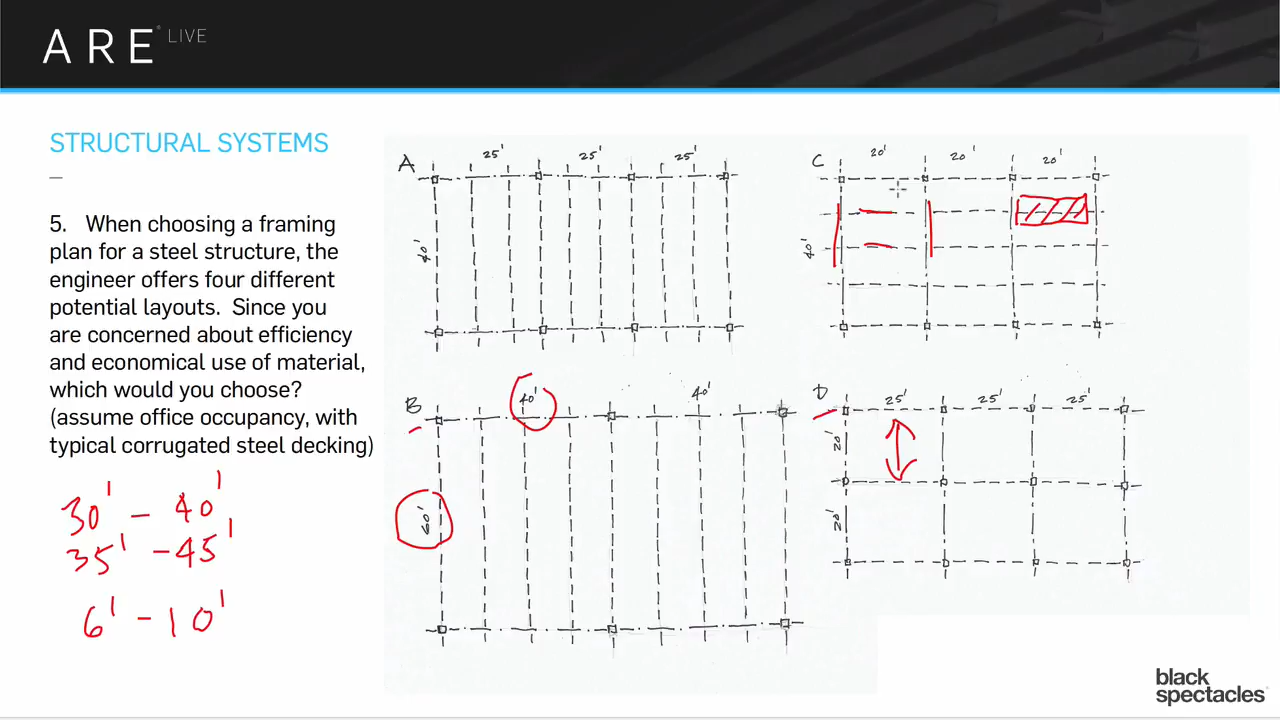 ARE® LIVE
STRUCTURAL SYSTEMS
5. When choosing a framing
plan for a steel structure, the
engineer offers four different
potential layouts. Since you
are concerned about efficiency
and economical use of material,
which would you choose?
(assume office occupancy, with
typical corrugated steel decking)
30' - 40'
35' - 45'
6' - 10'
A
25'
25'
25'
40'
B
40'
40'
60'
C
20'
20'
20'
40'
D
25'
25'
25'
20'
20'
black
spectacles®